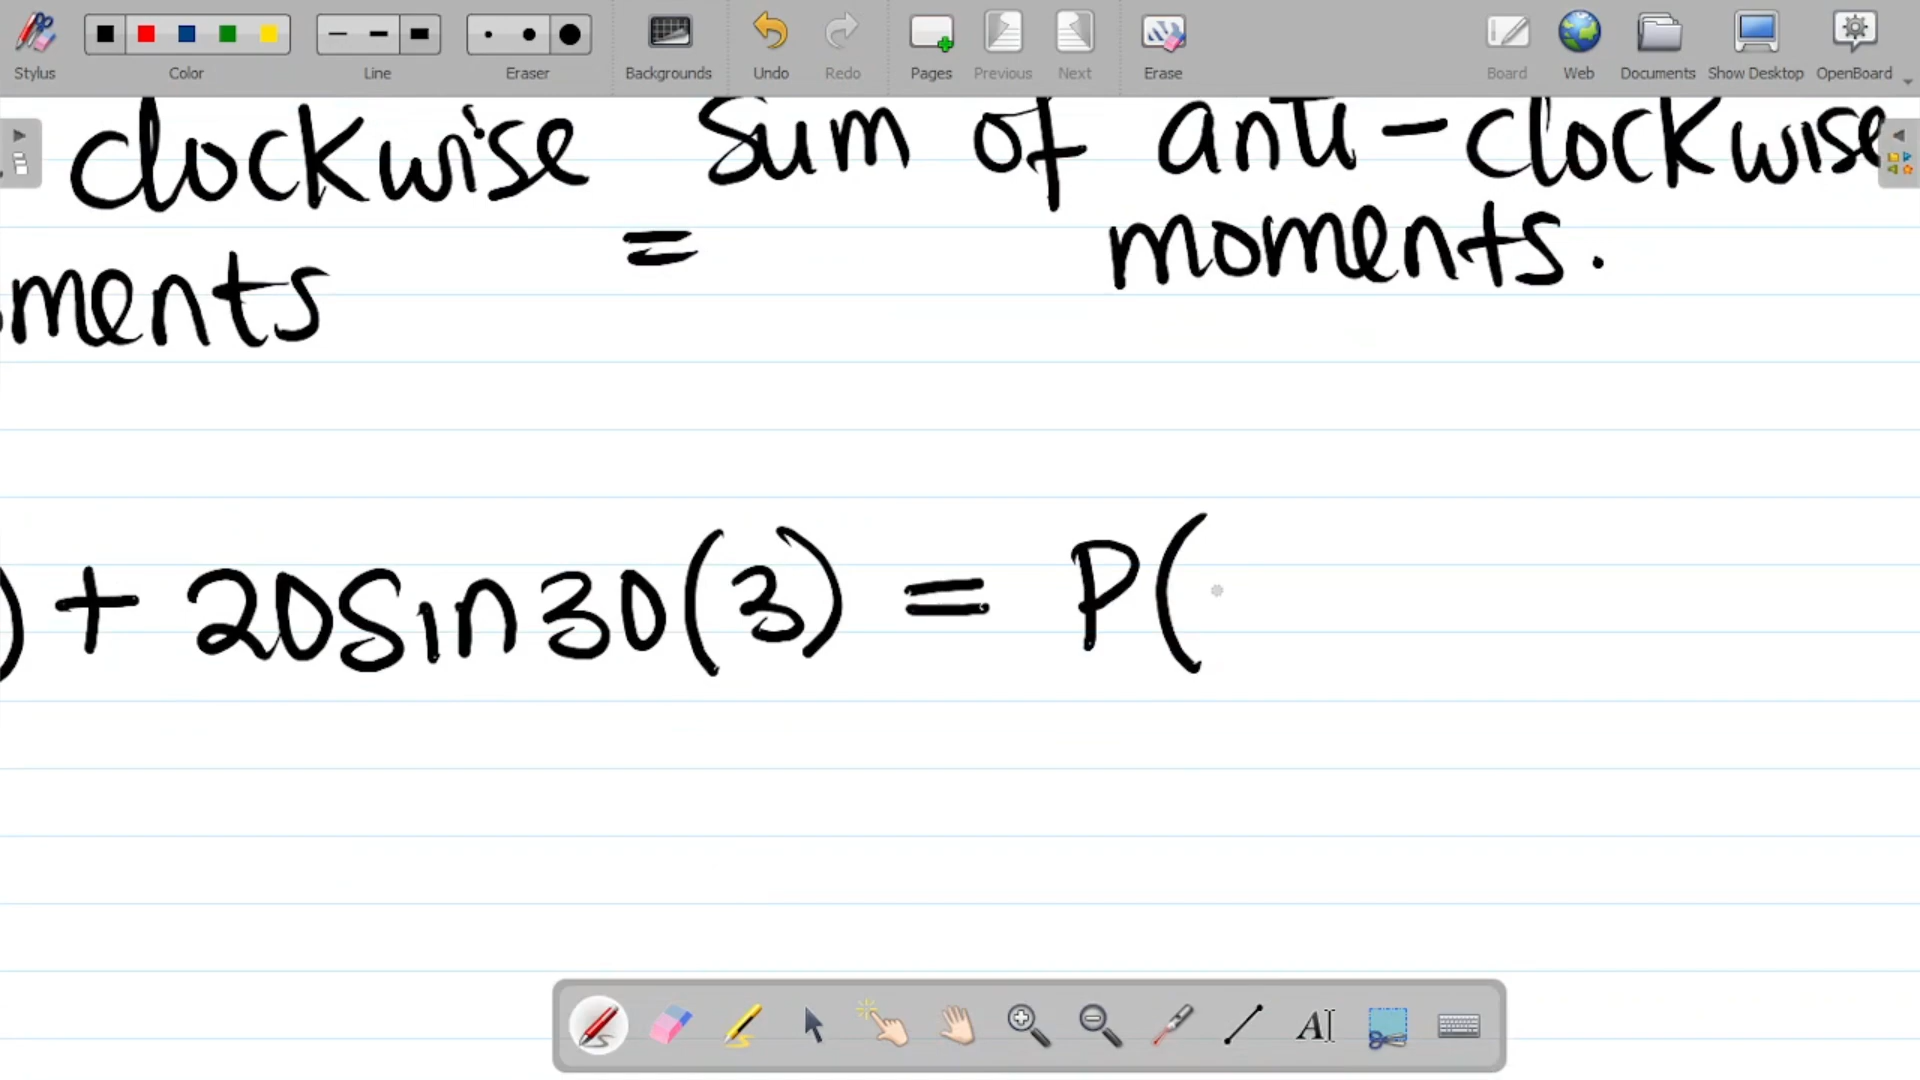 Stylus Color Line Eraser Backgrounds Undo Redo Pages Previous Next Erase Board Web Documents Show Desktop OpenBoard
clockwise = sum of anti-clockwise
ments moments.
) + 20sin30(3) = P(